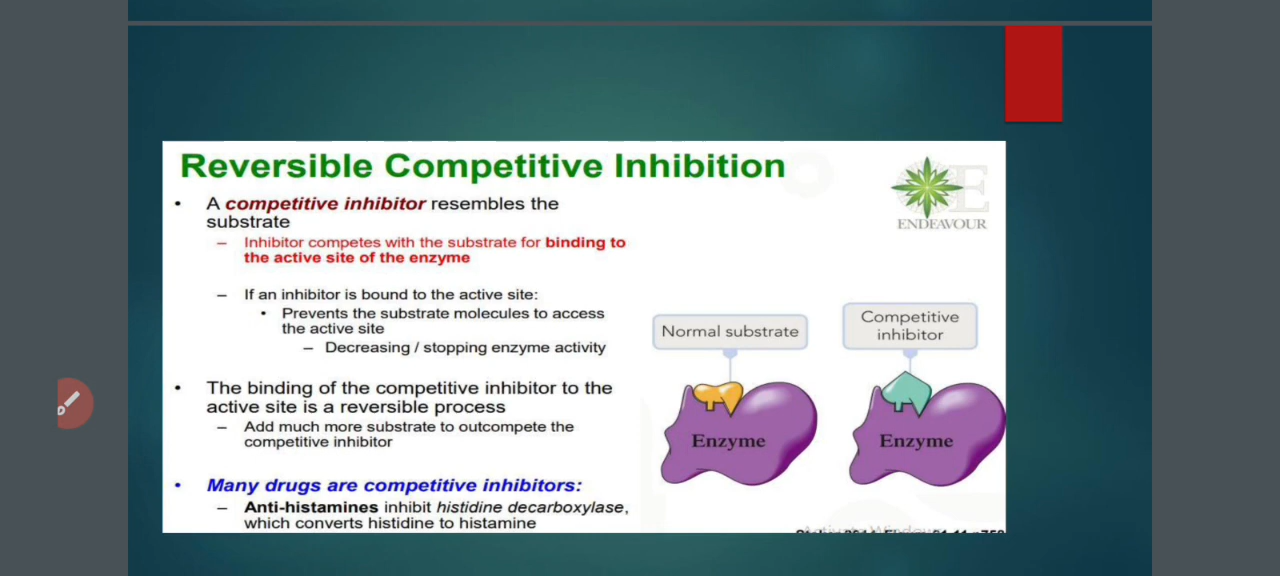 Reversible Competitive Inhibition
• A competitive inhibitor resembles the
substrate
– Inhibitor competes with the substrate for binding to
the active site of the enzyme
– If an inhibitor is bound to the active site:
• Prevents the substrate molecules to access
the active site
– Decreasing / stopping enzyme activity
• The binding of the competitive inhibitor to the
active site is a reversible process
– Add much more substrate to outcompete the
competitive inhibitor
• Many drugs are competitive inhibitors:
– Anti-histamines inhibit histidine decarboxylase,
which converts histidine to histamine
E
ENDEAVOUR
Normal substrate
Competitive
inhibitor
Enzyme
Enzyme
Activate Windows